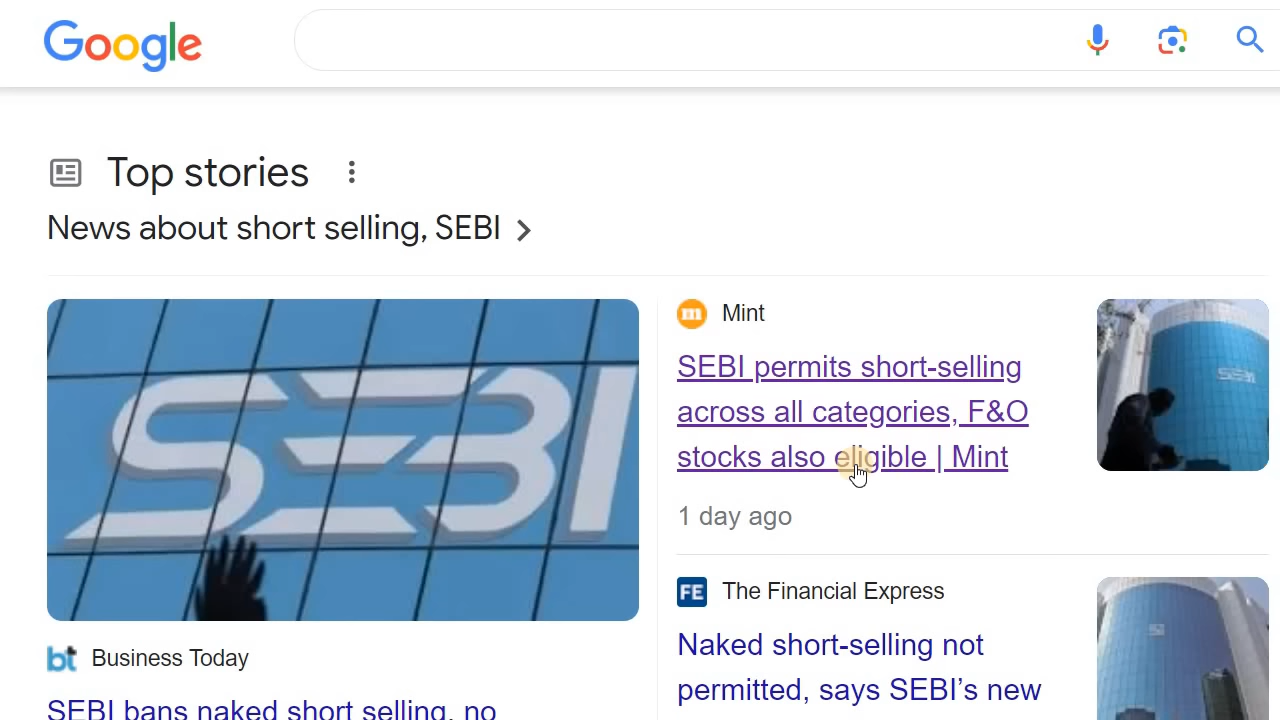 Google
Top stories
News about short selling, SEBI
SEBI
bt Business Today
SEBI bans naked short selling, no
m Mint
SEBI permits short-selling
across all categories, F&O
stocks also eligible | Mint
1 day ago
SEBI
FE The Financial Express
Naked short-selling not
permitted, says SEBI’s new